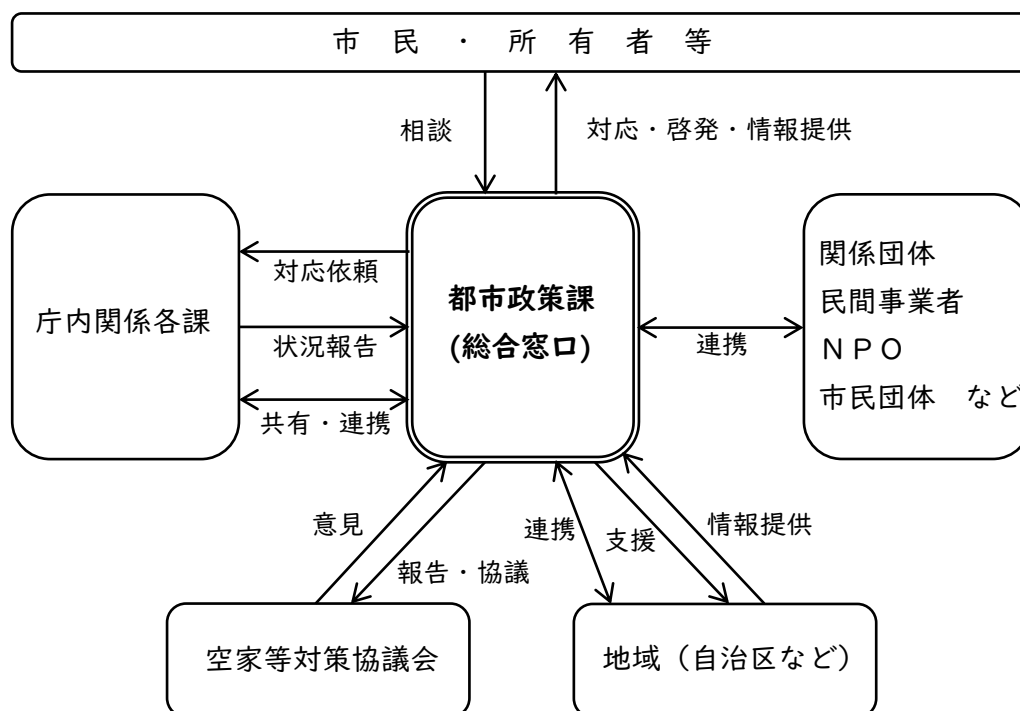 市　民　・　所　有　者　等
相談
対応・啓発・情報提供
庁内関係各課
対応依頼
状況報告
共有・連携
都市政策課
(総合窓口)
連携
関係団体
民間事業者
ＮＰＯ
市民団体　など
意見
報告・協議
連携
支援
情報提供
空家等対策協議会
地域（自治区など）